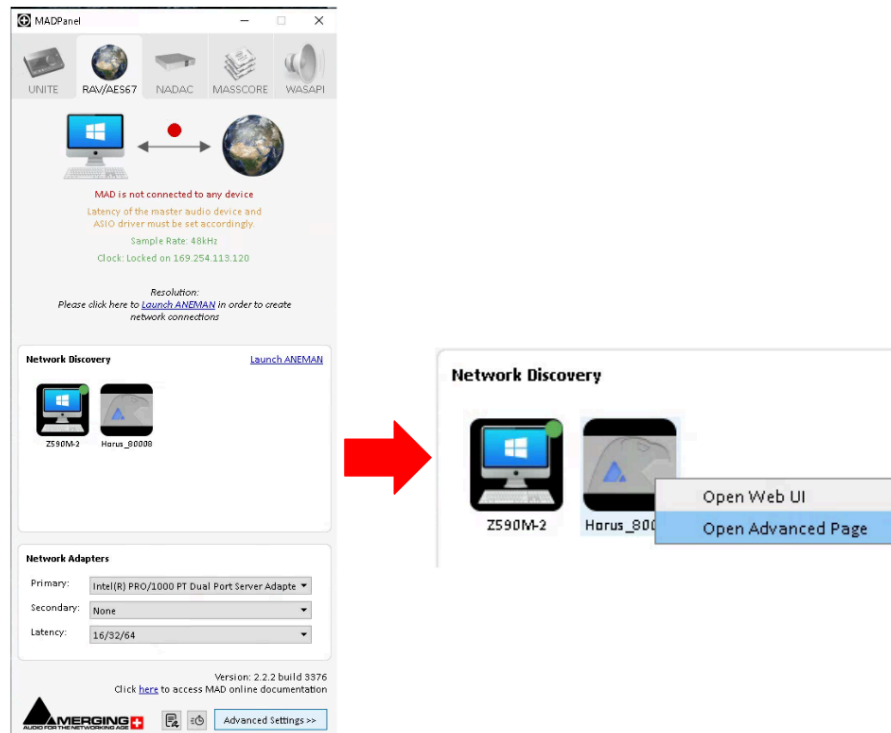 MADPanel
UNITE RAV/AES67 NADAC MASSCORE WASAPI
MAD is not connected to any device
Latency of the master audio device and
ASIO driver must be set accordingly.
Sample Rate: 48kHz
Clock: Locked on 169.254.113.120
Resolution:
Please click here to Launch ANEMAN in order to create
network connections
Network Discovery Launch ANEMAN
Z590M-2 Horus_80008
Network Adapters
Primary: Intel(R) PRO/1000 PT Dual Port Server Adapte
Secondary: None
Latency: 16/32/64
Version: 2.2.2 build 3376
Click here to access MAD online documentation
MERGING
AUDIO FOR THE NETWORKING AGE
Advanced Settings >>
Network Discovery
Z590M-2 Horus_800
Open Web UI
Open Advanced Page